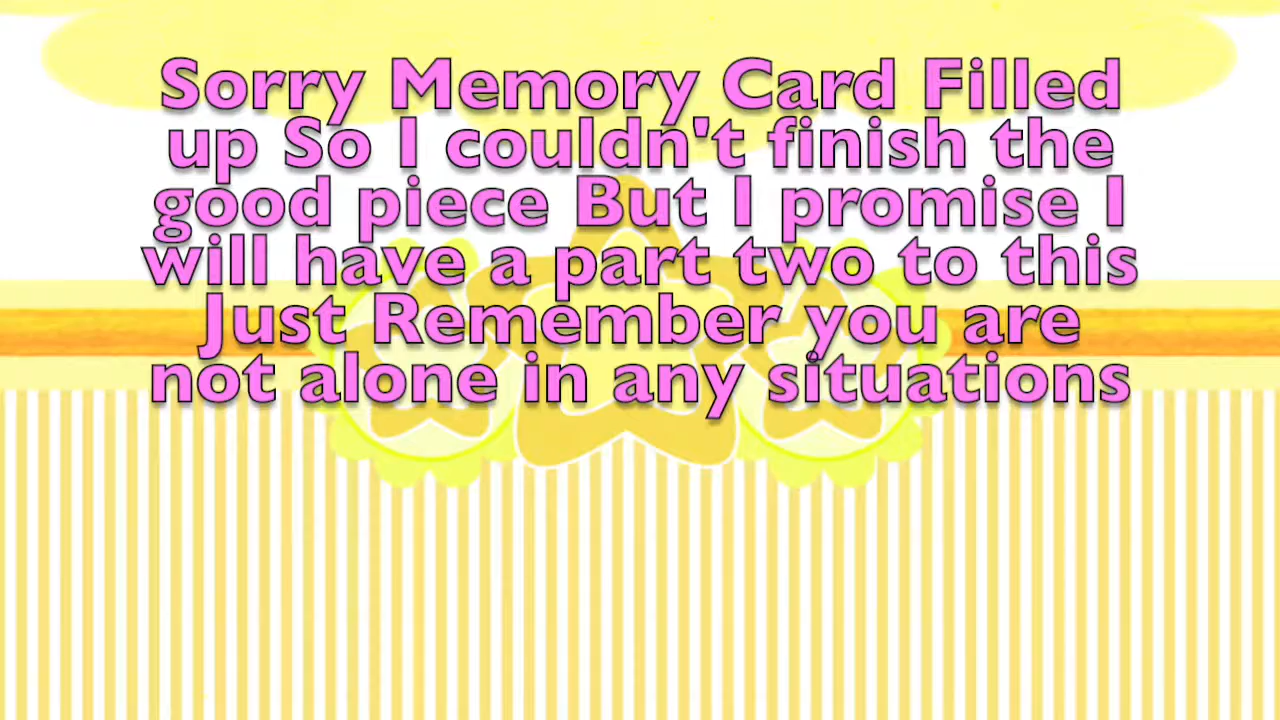 Sorry Memory Card Filled
up So I couldn't finish the
good piece But I promise I
will have a part two to this
Just Remember you are
not alone in any situations